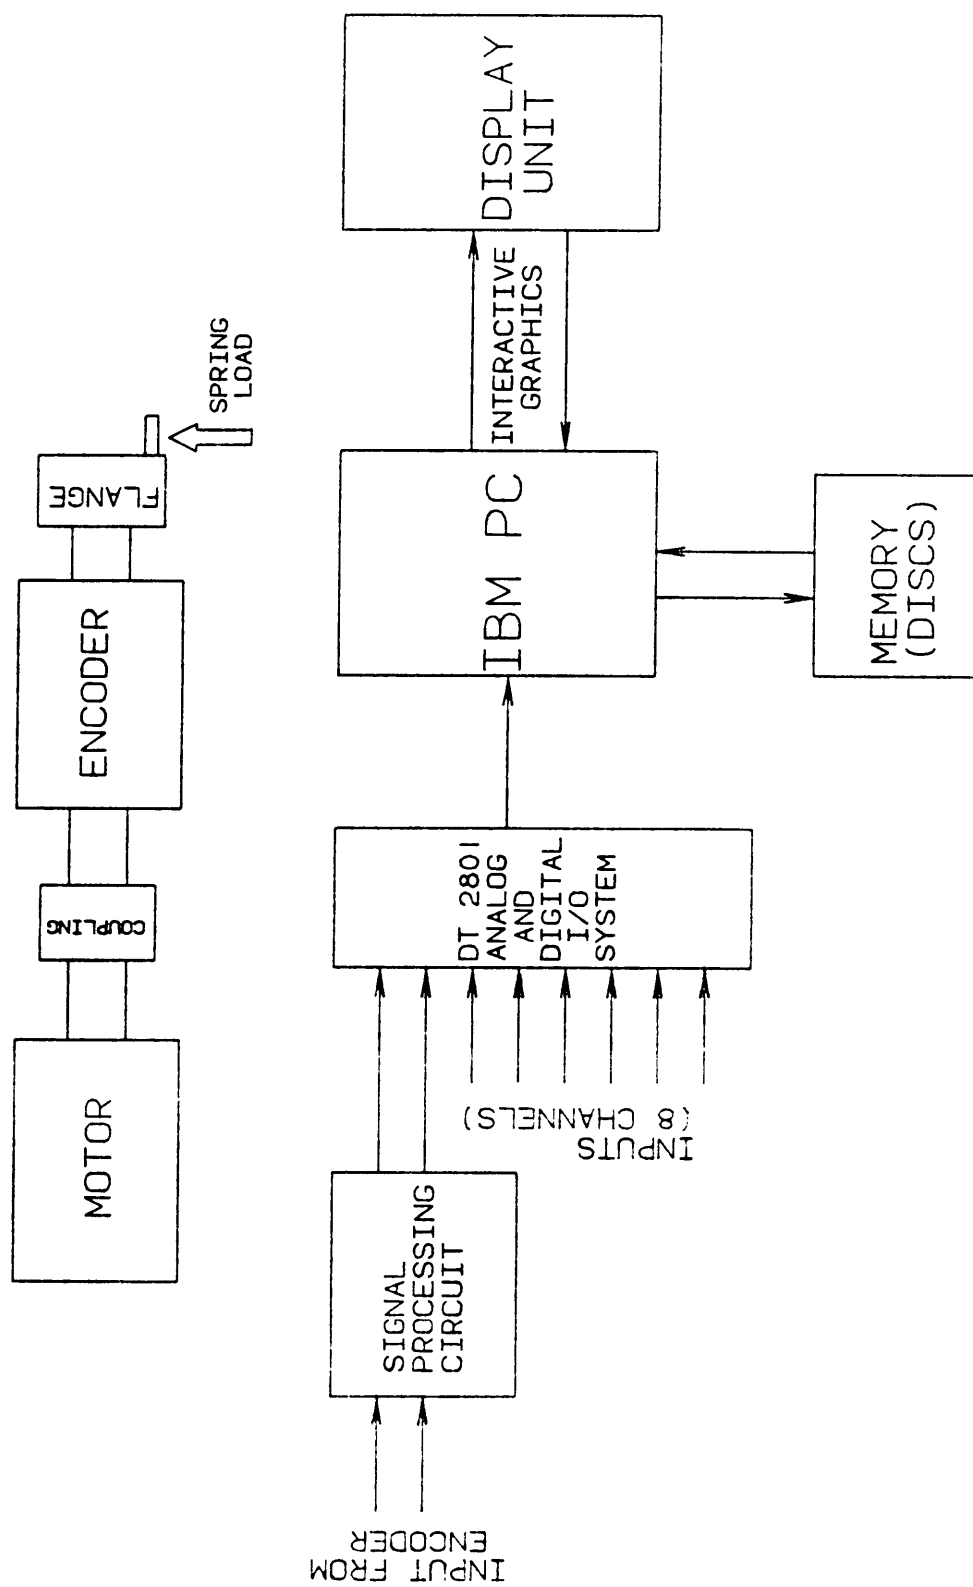 MOTOR
COUPLING
ENCODER
FLANGE
SPRING
LOAD
INPUT FROM
ENCODER
SIGNAL
PROCESSING
CIRCUIT
INPUTS
(8 CHANNELS)
DT 2801
ANALOG
AND
DIGITAL
I/O
SYSTEM
IBM PC
INTERACTIVE
GRAPHICS
DISPLAY
UNIT
MEMORY
(DISCS)